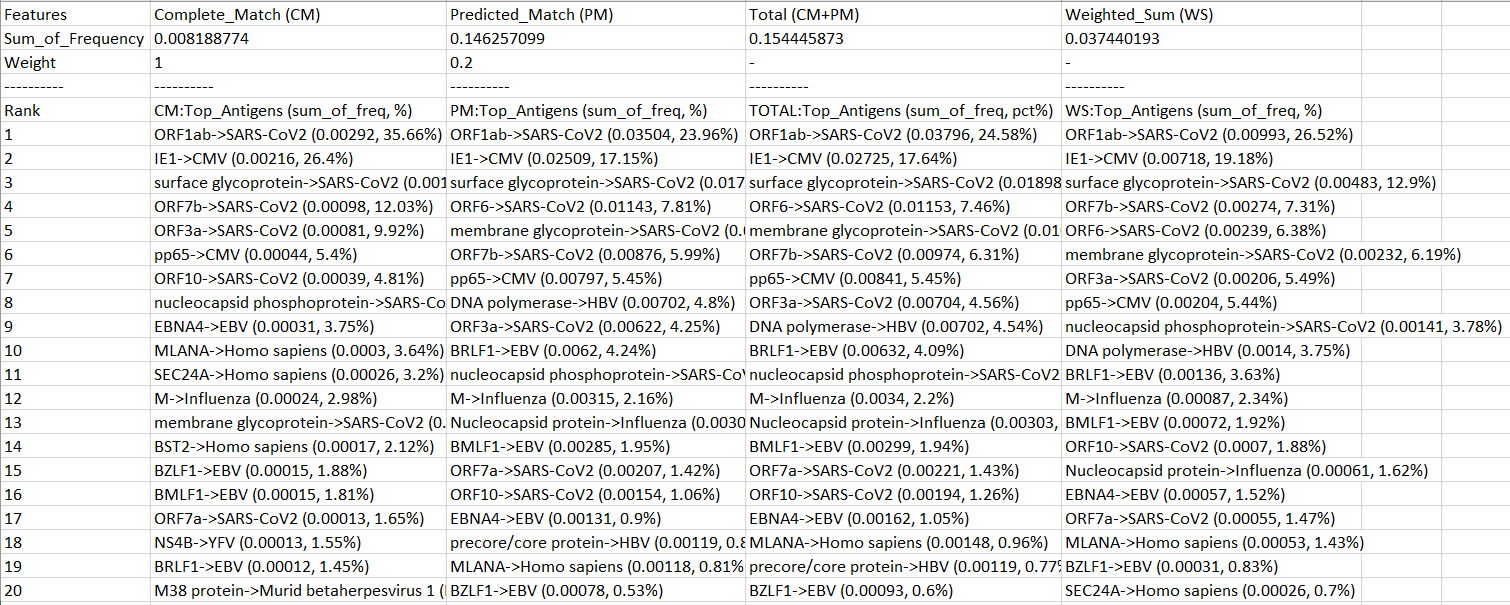 Features Complete_Match (CM) Predicted_Match (PM) Total (CM+PM) Weighted_Sum (WS)
Sum_of_Frequency 0.008188774 0.146257099 0.154445873 0.037440193
Weight 1 0.2 - -
---------- ---------- ---------- ---------- ----------
Rank CM:Top_Antigens (sum_of_freq, %) PM:Top_Antigens (sum_of_freq, %) TOTAL:Top_Antigens (sum_of_freq, pct%) WS:Top_Antigens (sum_of_freq, %)
1 ORF1ab->SARS-CoV2 (0.00292, 35.66%) ORF1ab->SARS-CoV2 (0.03504, 23.96%) ORF1ab->SARS-CoV2 (0.03796, 24.58%) ORF1ab->SARS-CoV2 (0.00993, 26.52%)
2 IE1->CMV (0.00216, 26.4%) IE1->CMV (0.02509, 17.15%) IE1->CMV (0.02725, 17.64%) IE1->CMV (0.00718, 19.18%)
3 surface glycoprotein->SARS-CoV2 (0.001 surface glycoprotein->SARS-CoV2 (0.017 surface glycoprotein->SARS-CoV2 (0.01898 surface glycoprotein->SARS-CoV2 (0.00483, 12.9%)
4 ORF7b->SARS-CoV2 (0.00098, 12.03%) ORF6->SARS-CoV2 (0.01143, 7.81%) ORF6->SARS-CoV2 (0.01153, 7.46%) ORF7b->SARS-CoV2 (0.00274, 7.31%)
5 ORF3a->SARS-CoV2 (0.00081, 9.92%) membrane glycoprotein->SARS-CoV2 (0.0 membrane glycoprotein->SARS-CoV2 (0.01 ORF6->SARS-CoV2 (0.00239, 6.38%)
6 pp65->CMV (0.00044, 5.4%) ORF7b->SARS-CoV2 (0.00876, 5.99%) ORF7b->SARS-CoV2 (0.00974, 6.31%) membrane glycoprotein->SARS-CoV2 (0.00232, 6.19%)
7 ORF10->SARS-CoV2 (0.00039, 4.81%) pp65->CMV (0.00797, 5.45%) pp65->CMV (0.00841, 5.45%) ORF3a->SARS-CoV2 (0.00206, 5.49%)
8 nucleocapsid phosphoprotein->SARS-Co DNA polymerase->HBV (0.00702, 4.8%) ORF3a->SARS-CoV2 (0.00704, 4.56%) pp65->CMV (0.00204, 5.44%)
9 EBNA4->EBV (0.00031, 3.75%) ORF3a->SARS-CoV2 (0.00622, 4.25%) DNA polymerase->HBV (0.00702, 4.54%) nucleocapsid phosphoprotein->SARS-CoV2 (0.00141, 3.78%)
10 MLANA->Homo sapiens (0.0003, 3.64%) BRLF1->EBV (0.0062, 4.24%) BRLF1->EBV (0.00632, 4.09%) DNA polymerase->HBV (0.0014, 3.75%)
11 SEC24A->Homo sapiens (0.00026, 3.2%) nucleocapsid phosphoprotein->SARS-CoV nucleocapsid phosphoprotein->SARS-CoV2 BRLF1->EBV (0.00136, 3.63%)
12 M->Influenza (0.00024, 2.98%) M->Influenza (0.00315, 2.16%) M->Influenza (0.0034, 2.2%) M->Influenza (0.00087, 2.34%)
13 membrane glycoprotein->SARS-CoV2 (0. Nucleocapsid protein->Influenza (0.0030 Nucleocapsid protein->Influenza (0.00303, BMLF1->EBV (0.00072, 1.92%)
14 BST2->Homo sapiens (0.00017, 2.12%) BMLF1->EBV (0.00285, 1.95%) BMLF1->EBV (0.00299, 1.94%) ORF10->SARS-CoV2 (0.0007, 1.88%)
15 BZLF1->EBV (0.00015, 1.88%) ORF7a->SARS-CoV2 (0.00207, 1.42%) ORF7a->SARS-CoV2 (0.00221, 1.43%) Nucleocapsid protein->Influenza (0.00061, 1.62%)
16 BMLF1->EBV (0.00015, 1.81%) ORF10->SARS-CoV2 (0.00154, 1.06%) ORF10->SARS-CoV2 (0.00194, 1.26%) EBNA4->EBV (0.00057, 1.52%)
17 ORF7a->SARS-CoV2 (0.00013, 1.65%) EBNA4->EBV (0.00131, 0.9%) EBNA4->EBV (0.00162, 1.05%) ORF7a->SARS-CoV2 (0.00055, 1.47%)
18 NS4B->YFV (0.00013, 1.55%) precore/core protein->HBV (0.00119, 0.8 MLANA->Homo sapiens (0.00148, 0.96%) MLANA->Homo sapiens (0.00053, 1.43%)
19 BRLF1->EBV (0.00012, 1.45%) MLANA->Homo sapiens (0.00118, 0.81% precore/core protein->HBV (0.00119, 0.77% BZLF1->EBV (0.00031, 0.83%)
20 M38 protein->Murid betaherpesvirus 1 ( BZLF1->EBV (0.00078, 0.53%) BZLF1->EBV (0.00093, 0.6%) SEC24A->Homo sapiens (0.00026, 0.7%)